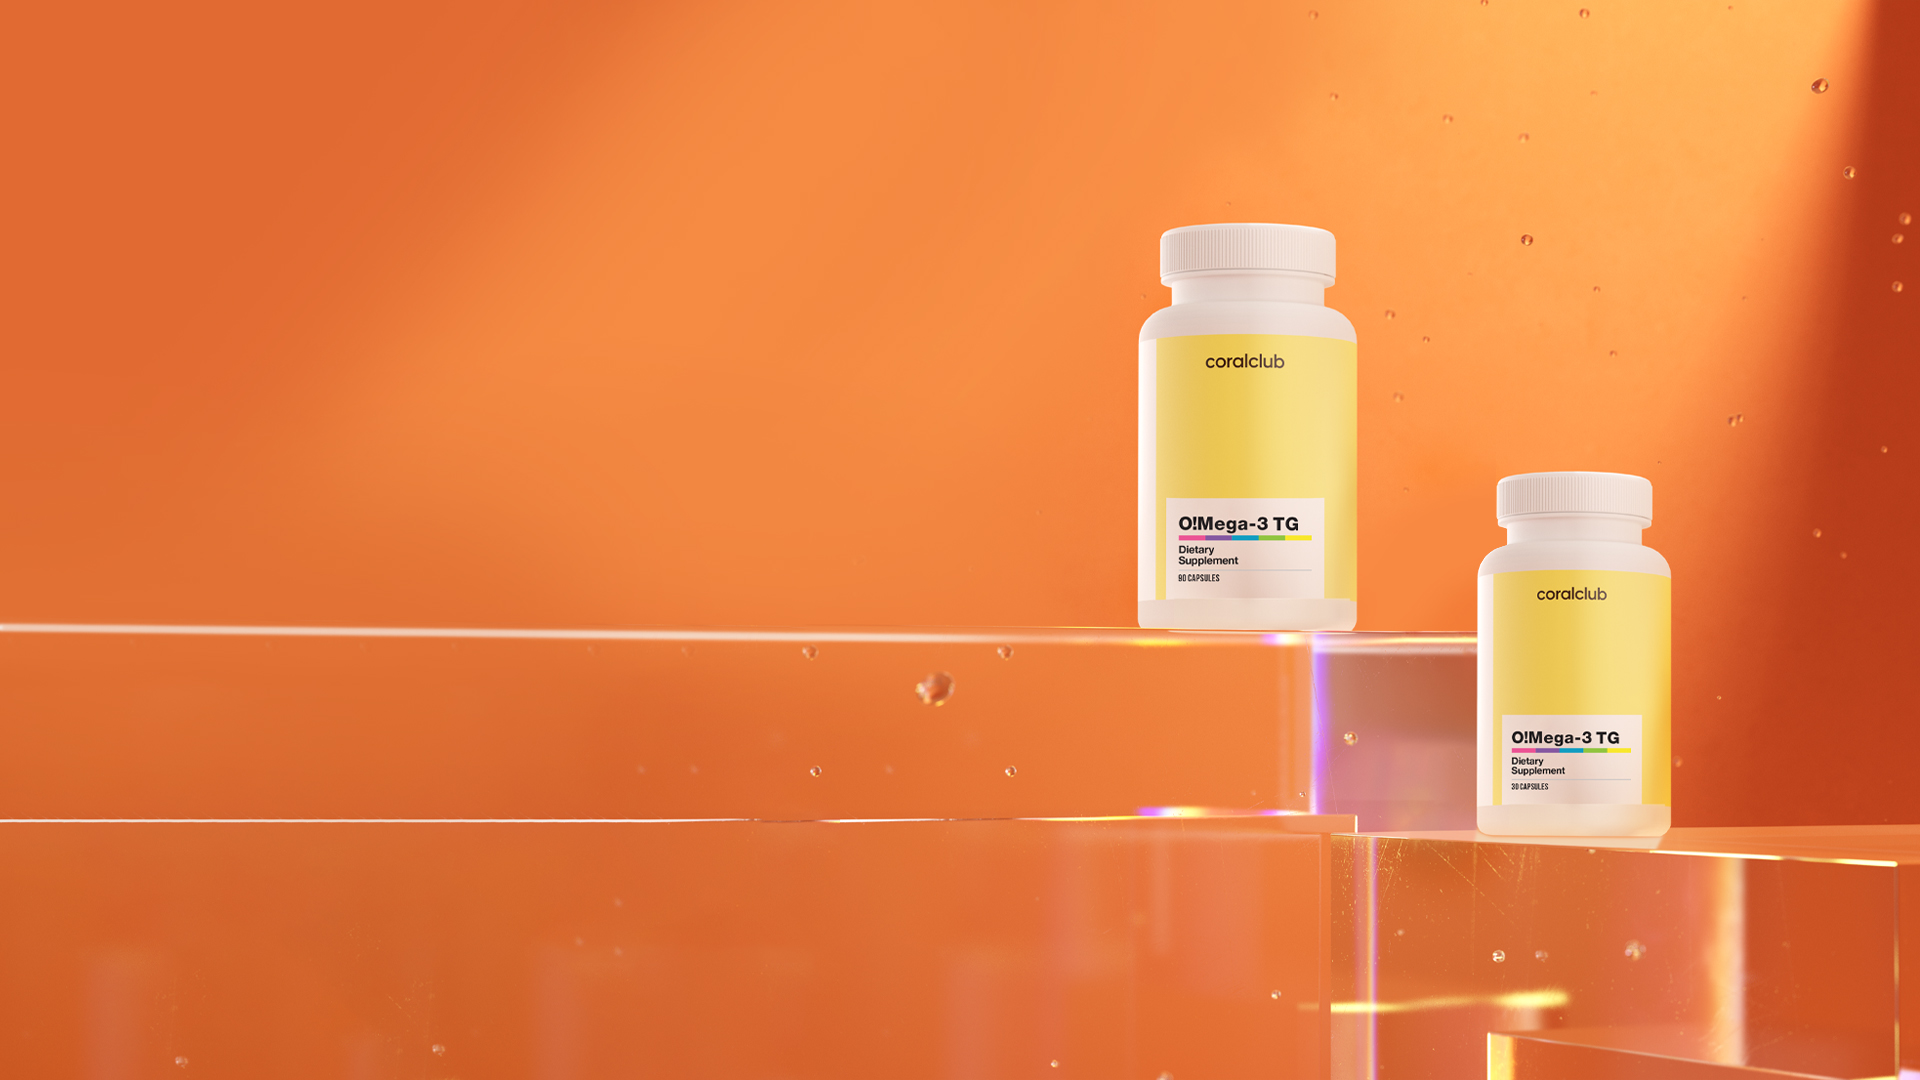 coralclub
O!Mega-3 TG
Dietary
Supplement
90 CAPSULES
coralclub
O!Mega-3 TG
Dietary
Supplement
30 CAPSULES